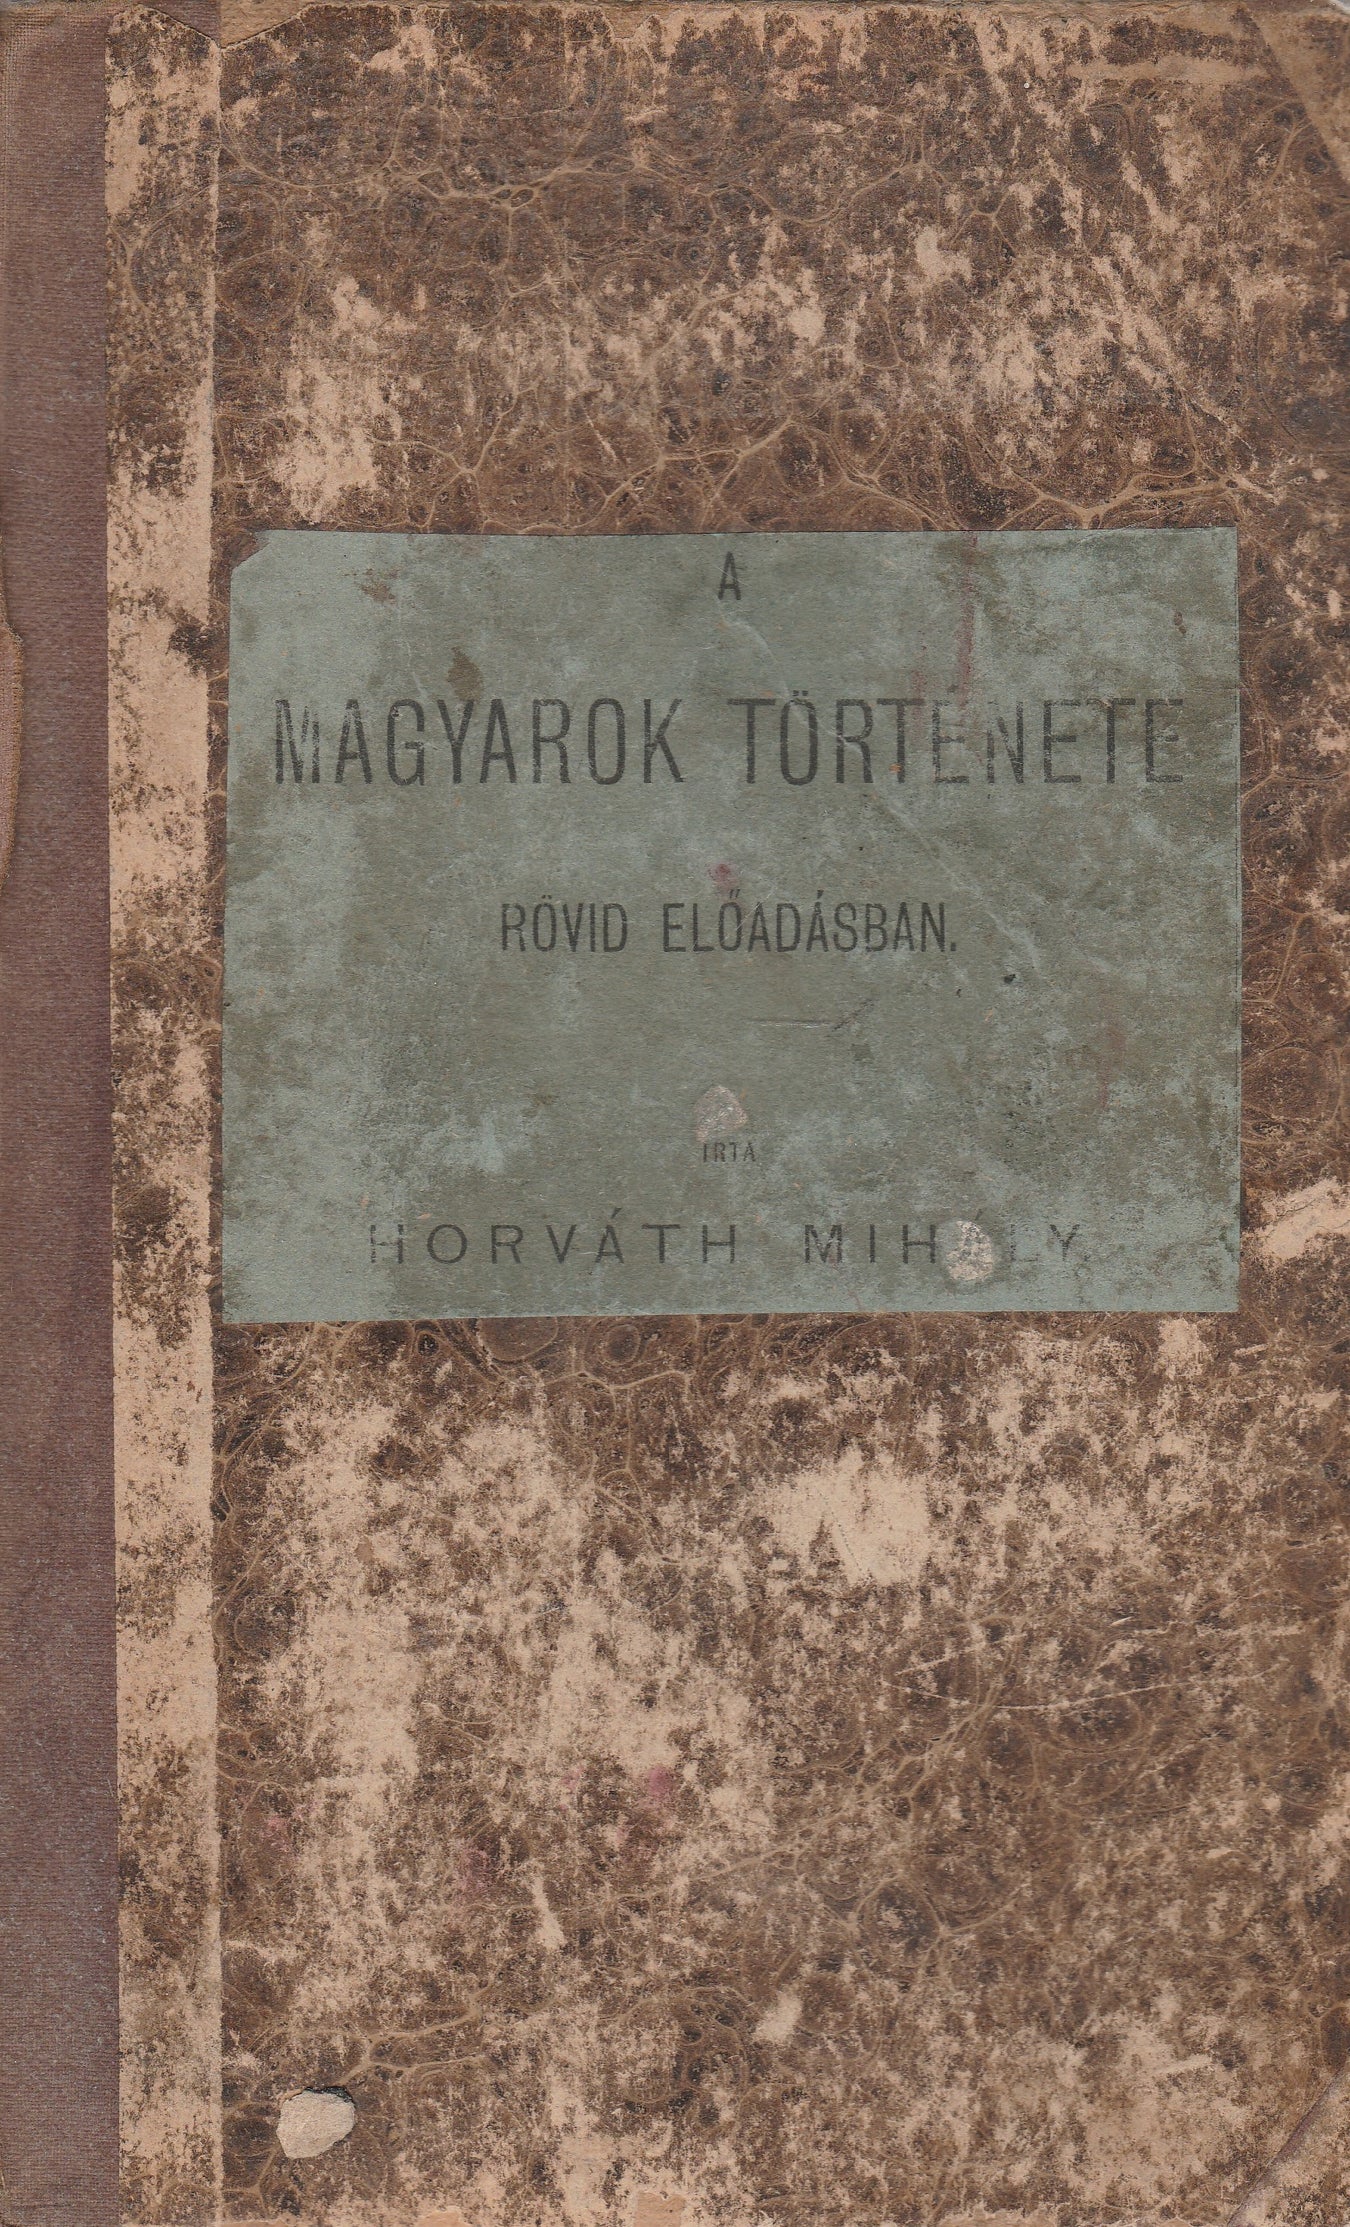 A
MAGYAROK TÖRTÉNETE
RÖVID ELŐADÁSBAN.
IRTA
HORVÁTH MIHÁLY